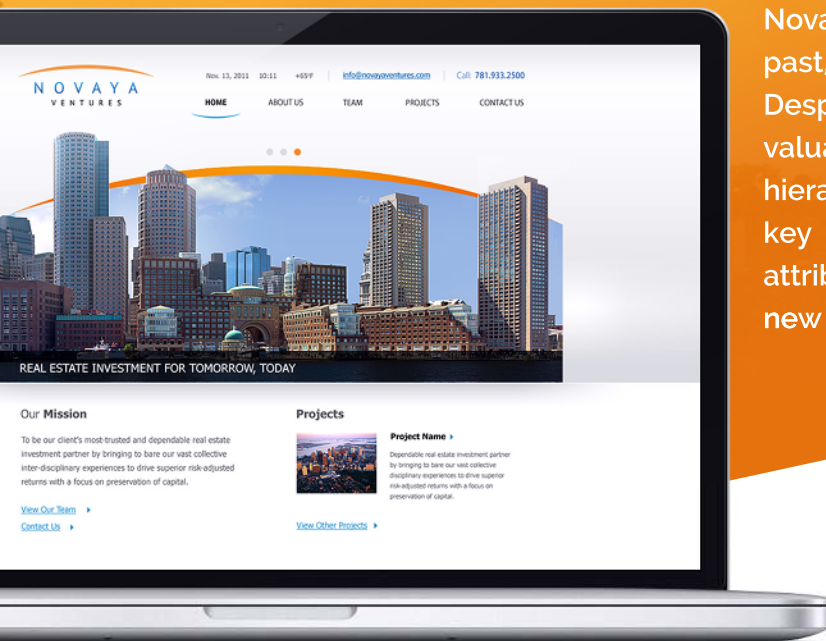 NOVAYA
VENTURES
Nov. 13, 2011 10:11 +65°F info@novayaventures.com Call: 781.933.2500
HOME ABOUT US TEAM PROJECTS CONTACT US
REAL ESTATE INVESTMENT FOR TOMORROW, TODAY
Our Mission
To be our client's most-trusted and dependable real estate
investment partner by bringing to bare our vast collective
inter-disciplinary experiences to drive superior risk-adjusted
returns with a focus on preservation of capital.
View Our Team
Contact Us
Projects
Project Name
Dependable real estate investment partner
by bringing to bare our vast collective
disciplinary experiences to drive superior
risk-adjusted returns with a focus on
preservation of capital.
View Other Projects
Nova
past,
Desp
valua
hiera
key
attrib
new